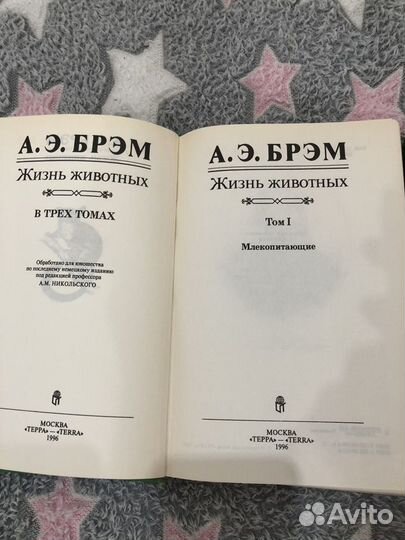 А. Э. БРЭМ
Жизнь животных
В ТРЕХ ТОМАХ
Обработано для юношества
по последнему немецкому изданию
под редакцией профессора
А.М. НИКОЛЬСКОГО
МОСКВА
«ТЕРРА» — «TERRA»
1996
А. Э. БРЭМ
Жизнь животных
Том I
Млекопитающие
МОСКВА
«ТЕРРА» — «TERRA»
1996
Avito